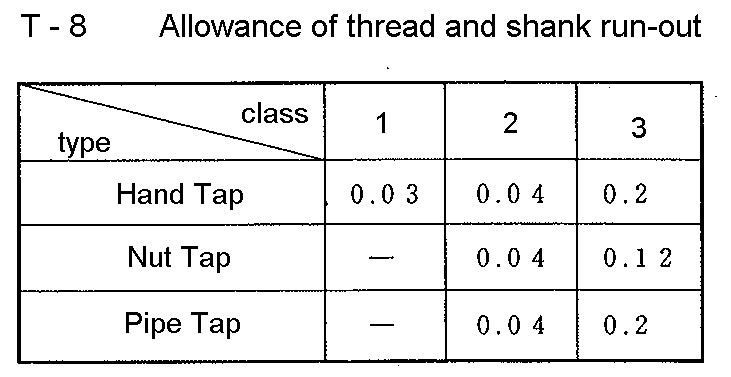 T - 8 Allowance of thread and shank run-out
class
type 1 2 3
Hand Tap 0.03 0.04 0.2
Nut Tap — 0.04 0.12
Pipe Tap — 0.04 0.2